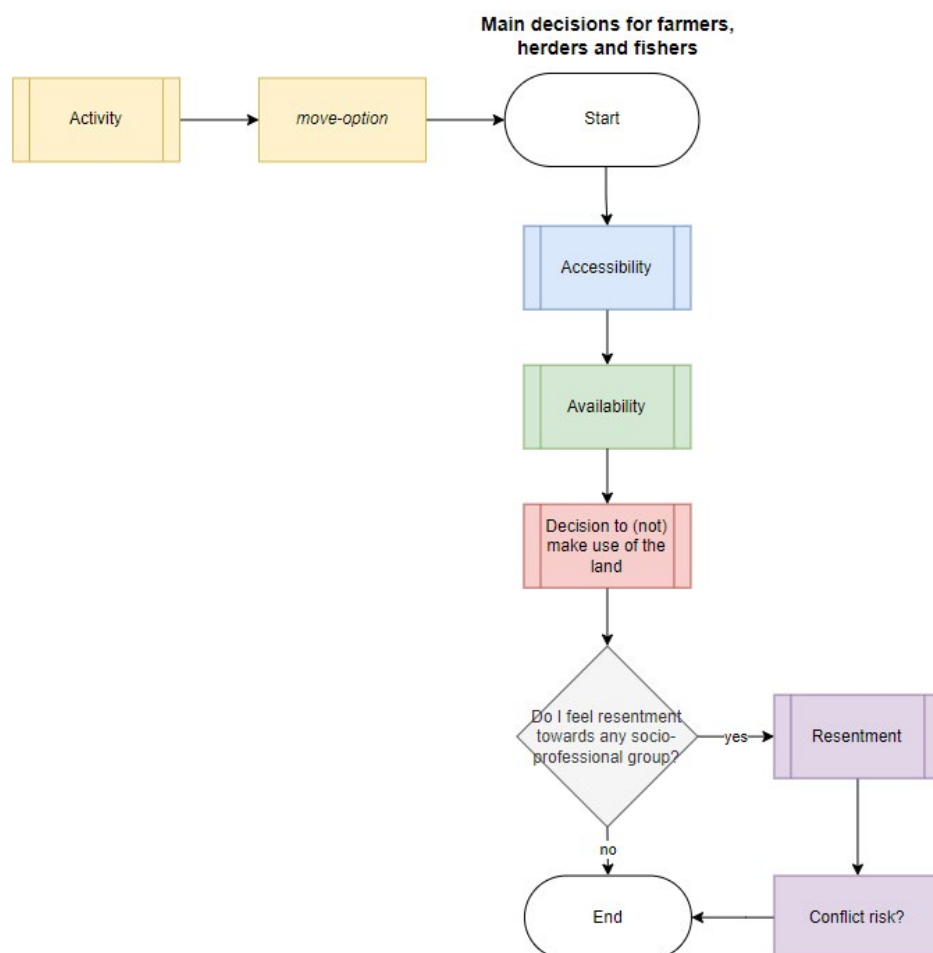 Main decisions for farmers,
herders and fishers
Activity
move-option
Start
Accessibility
Availability
Decision to (not)
make use of the
land
Do I feel resentment
towards any socio-
professional group?
yes
Resentment
no
End
Conflict risk?